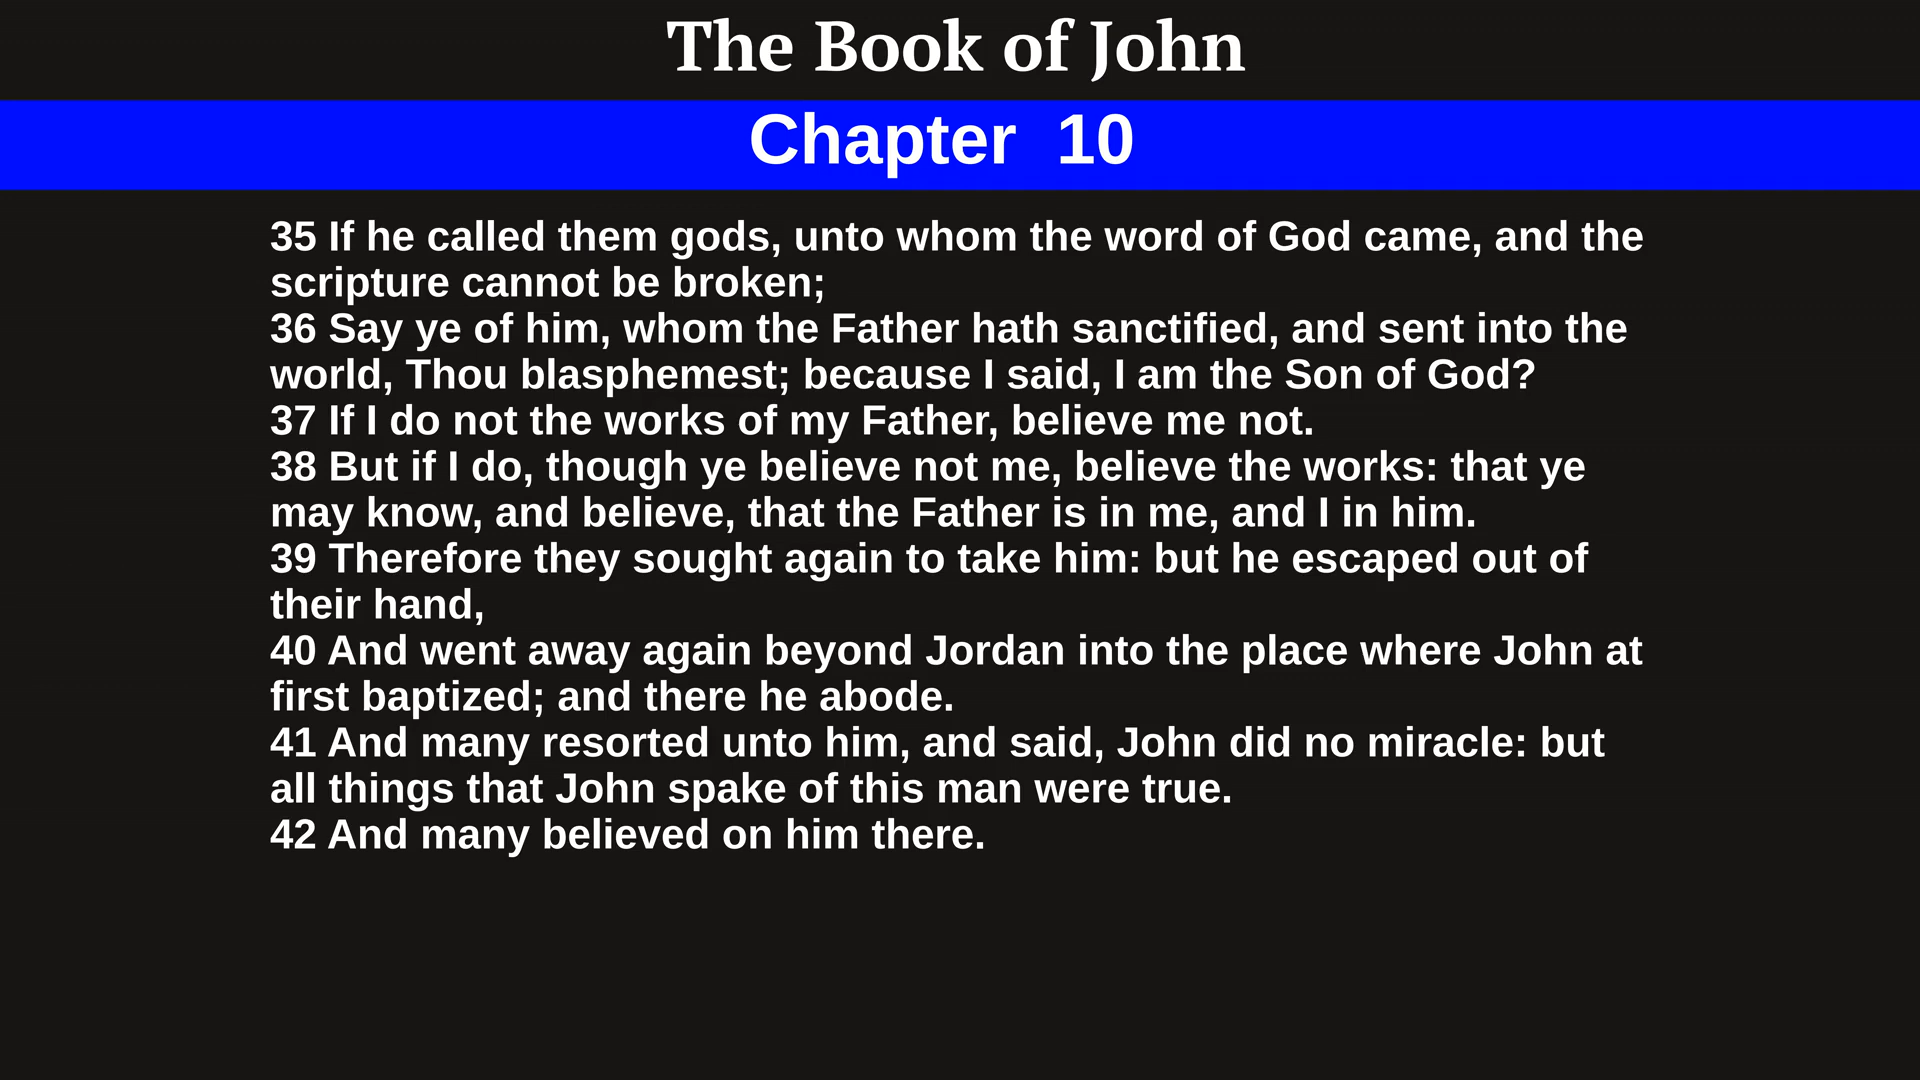 The Book of John
Chapter 10
35 If he called them gods, unto whom the word of God came, and the
scripture cannot be broken;
36 Say ye of him, whom the Father hath sanctified, and sent into the
world, Thou blasphemest; because I said, I am the Son of God?
37 If I do not the works of my Father, believe me not.
38 But if I do, though ye believe not me, believe the works: that ye
may know, and believe, that the Father is in me, and I in him.
39 Therefore they sought again to take him: but he escaped out of
their hand,
40 And went away again beyond Jordan into the place where John at
first baptized; and there he abode.
41 And many resorted unto him, and said, John did no miracle: but
all things that John spake of this man were true.
42 And many believed on him there.